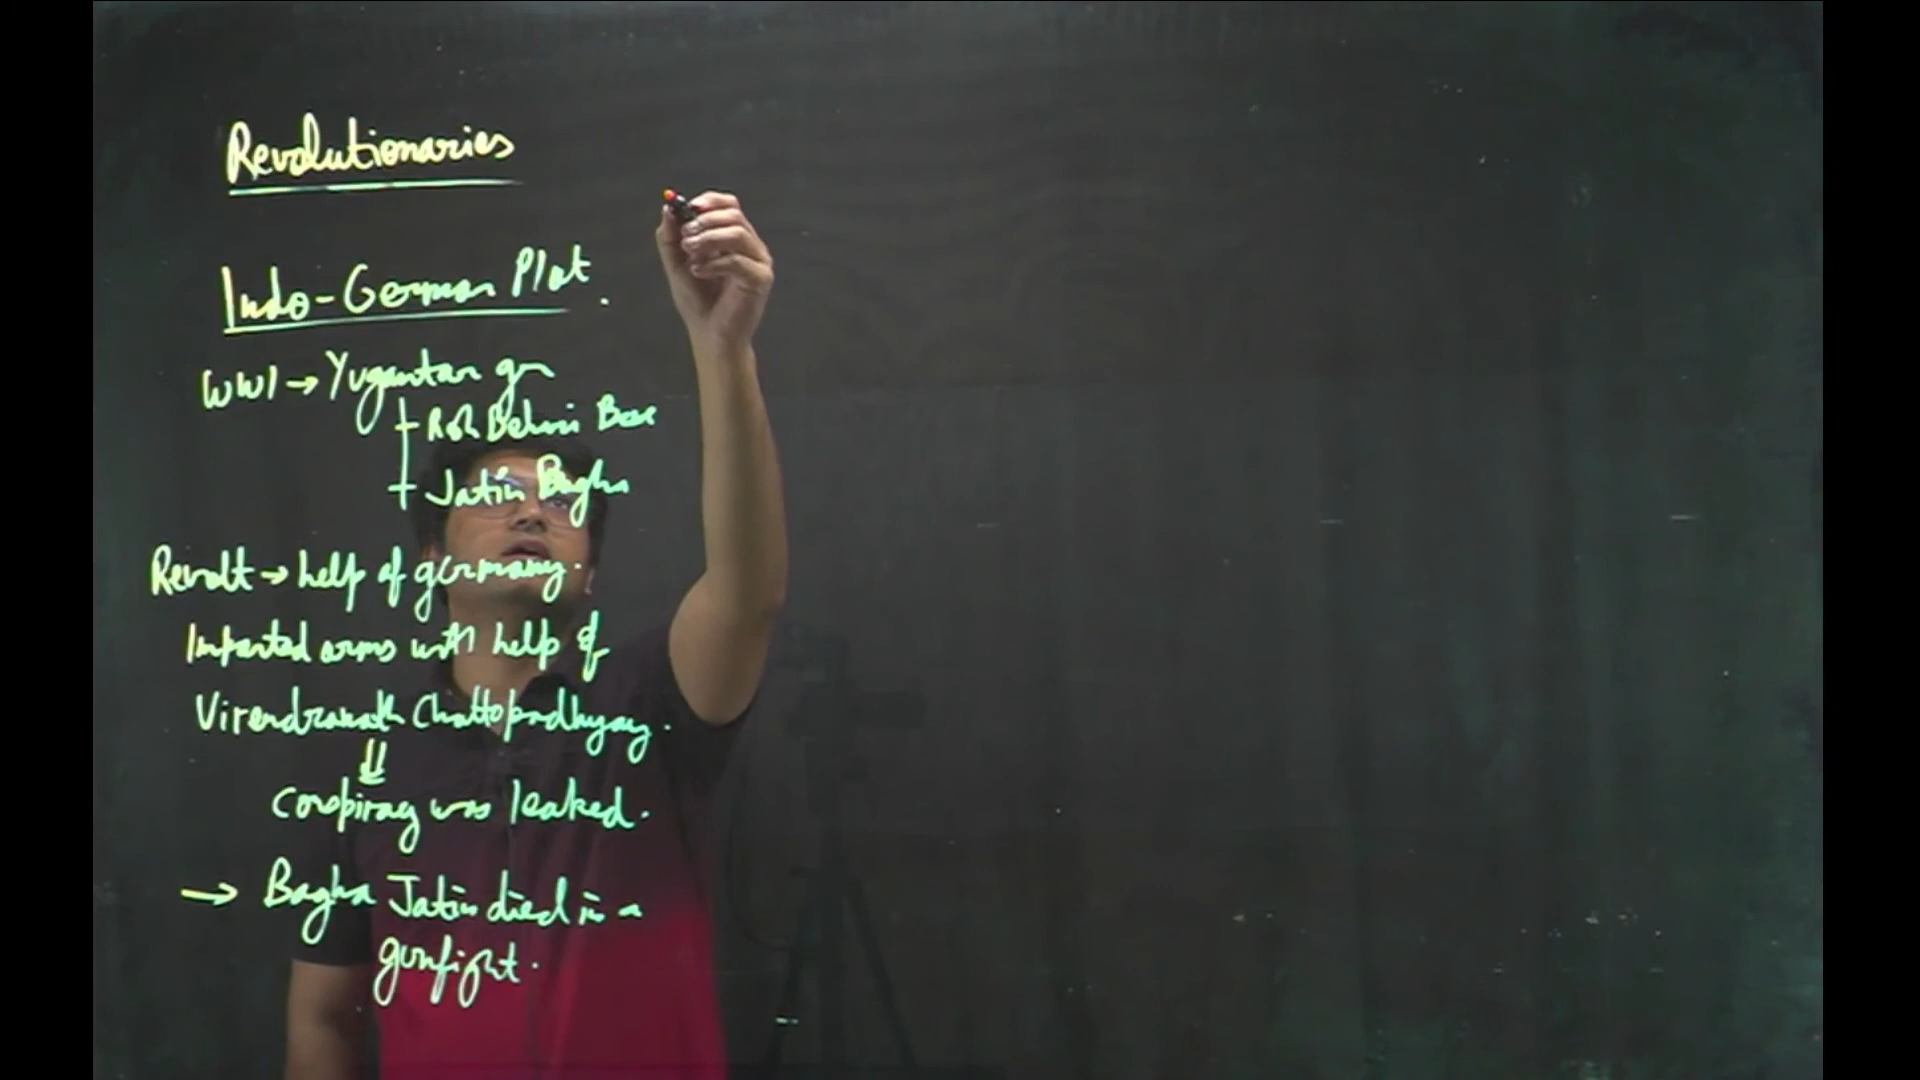 Revolutionaries
Indo-German Plot.
WW1 → Yugantar gr
Rash Behari Bose
Jatin Bagha
Revolt → help of germany.
Imported arms with help of
Virendranath Chattopadhyay.
⇓
Conspiracy was leaked.
→ Bagha Jatin died in a
gunfight.